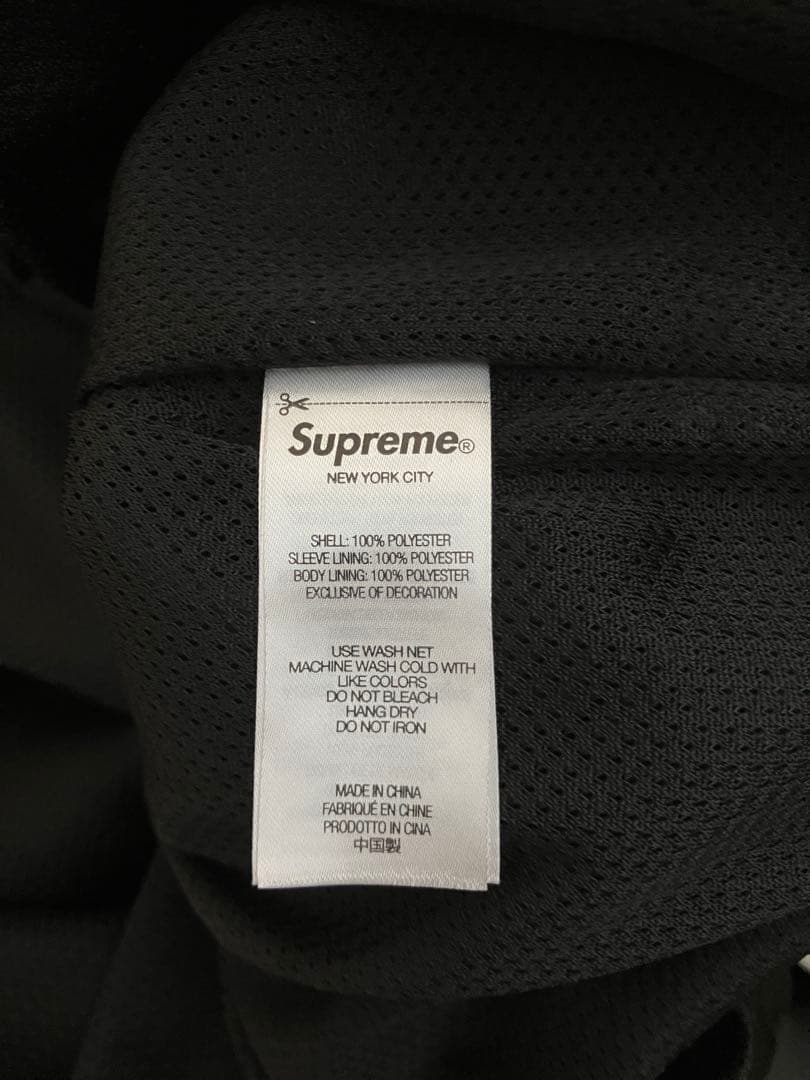 Supreme®
NEW YORK CITY
SHELL: 100% POLYESTER
SLEEVE LINING: 100% POLYESTER
BODY LINING: 100% POLYESTER
EXCLUSIVE OF DECORATION
USE WASH NET
MACHINE WASH COLD WITH
LIKE COLORS
DO NOT BLEACH
HANG DRY
DO NOT IRON
MADE IN CHINA
FABRIQUÉ EN CHINE
PRODOTTO IN CINA
中国製